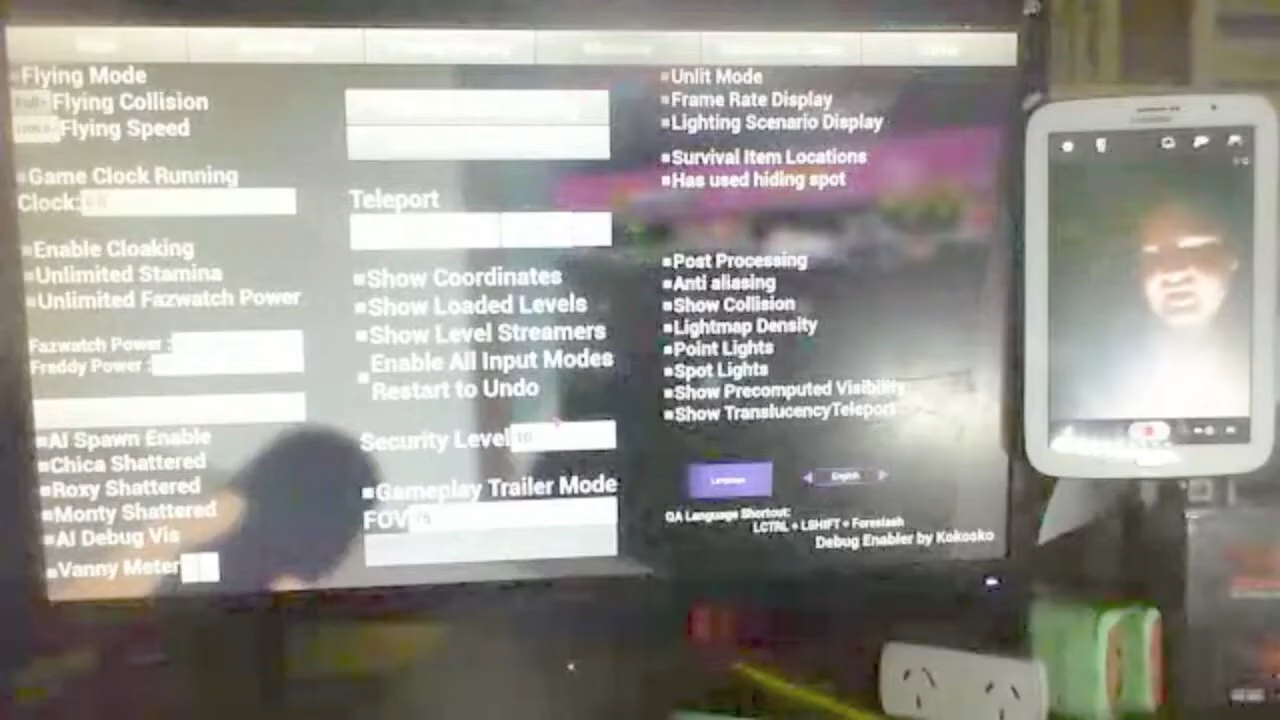 Flying Mode
Flying Collision
Flying Speed
Game Clock Running
Clock:
Enable Cloaking
Unlimited Stamina
Unlimited Fazwatch Power
Fazwatch Power :
Freddy Power :
AI Spawn Enable
Chica Shattered
Roxy Shattered
Monty Shattered
AI Debug Vis
Vanny Meter
Teleport
Show Coordinates
Show Loaded Levels
Show Level Streamers
Enable All Input Modes
Restart to Undo
Security Level 10
Gameplay Trailer Mode
FOV 75
Unlit Mode
Frame Rate Display
Lighting Scenario Display
Survival Item Locations
Has used hiding spot
Post Processing
Anti aliasing
Show Collision
Lightmap Density
Point Lights
Spot Lights
Show Precomputed Visibility
Show TranslucencyTeleport
Language
English
QA Language Shortcut:
LCTRL + LSHIFT + Foreslash
Debug Enabler by Kokosko